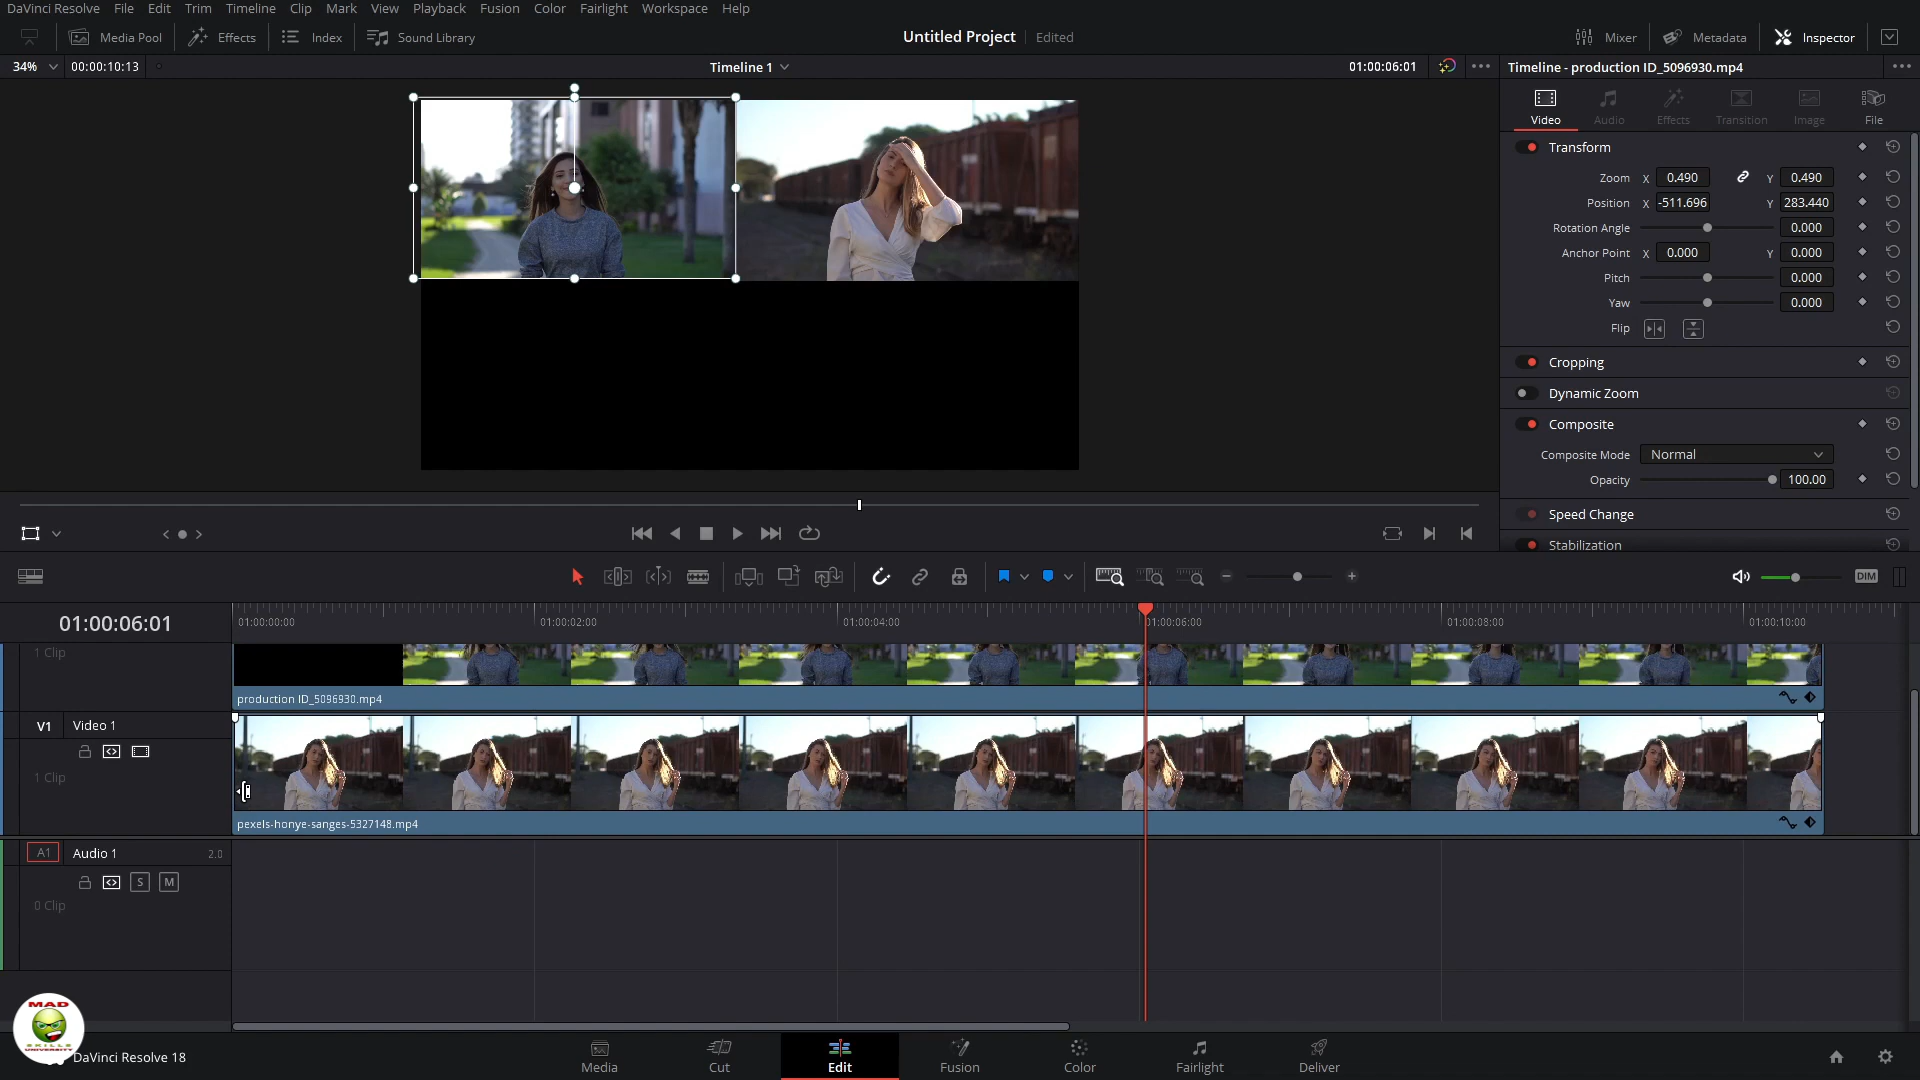 DaVinci Resolve File Edit Trim Timeline Clip Mark View Playback Fusion Color Fairlight Workspace Help
Media Pool Effects Index Sound Library Untitled Project Edited Mixer Metadata Inspector
34% 00:00:10:13 Timeline 1 01:00:06:01 Timeline - production ID_5096930.mp4
Video Audio Effects Transition Image File
Transform
Zoom X 0.490 Y 0.490
Position X -511.696 Y 283.440
Rotation Angle 0.000
Anchor Point X 0.000 Y 0.000
Pitch 0.000
Yaw 0.000
Flip
Cropping
Dynamic Zoom
Composite
Composite Mode Normal
Opacity 100.00
Speed Change
Stabilization
DIM
01:00:06:01 01:00:00:00 01:00:02:00 01:00:04:00 01:00:06:00 01:00:08:00 01:00:10:00
1 Clip
production ID_5096930.mp4
V1 Video 1
1 Clip
pexels-honye-sanges-5327148.mp4
A1 Audio 1 2.0
S M
0 Clip
MAD
SKILLS
UNIVERSITY
DaVinci Resolve 18
Media Cut Edit Fusion Color Fairlight Deliver